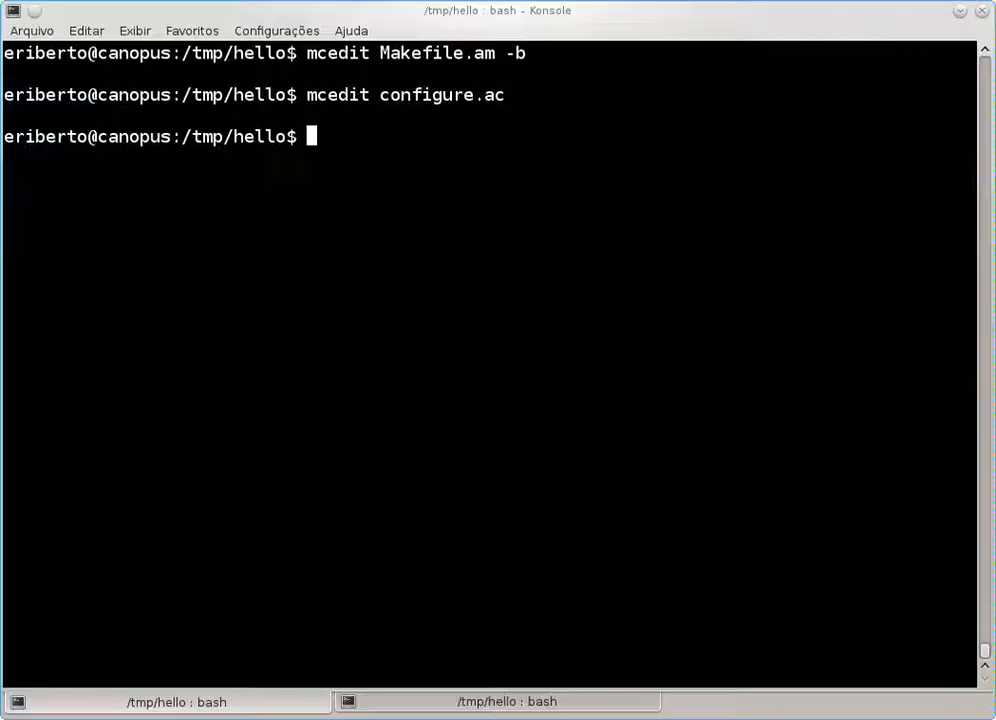 /tmp/hello : bash - Konsole
Arquivo Editar Exibir Favoritos Configurações Ajuda
eriberto@canopus:/tmp/hello$ mcedit Makefile.am -b
eriberto@canopus:/tmp/hello$ mcedit configure.ac
eriberto@canopus:/tmp/hello$
/tmp/hello : bash /tmp/hello : bash